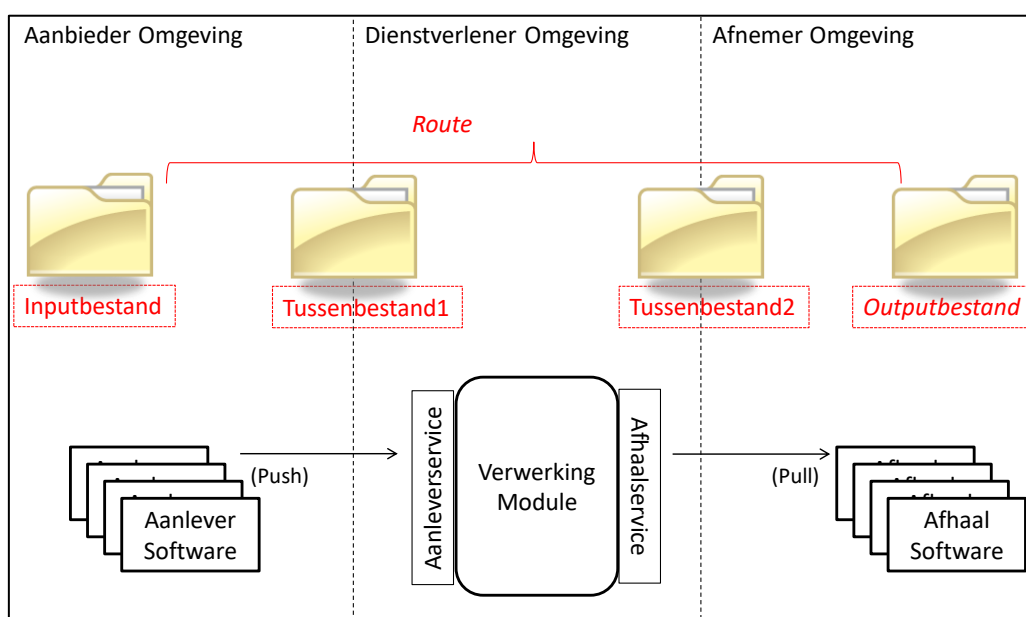 Aanbieder Omgeving
Dienstverlener Omgeving
Afnemer Omgeving
Route
Inputbestand
Tussenbestand1
Tussenbestand2
Outputbestand
(Push)
Aanleverservice
Verwerking
Module
Afhaalservice
(Pull)
Aanlever
Software
Afhaal
Software